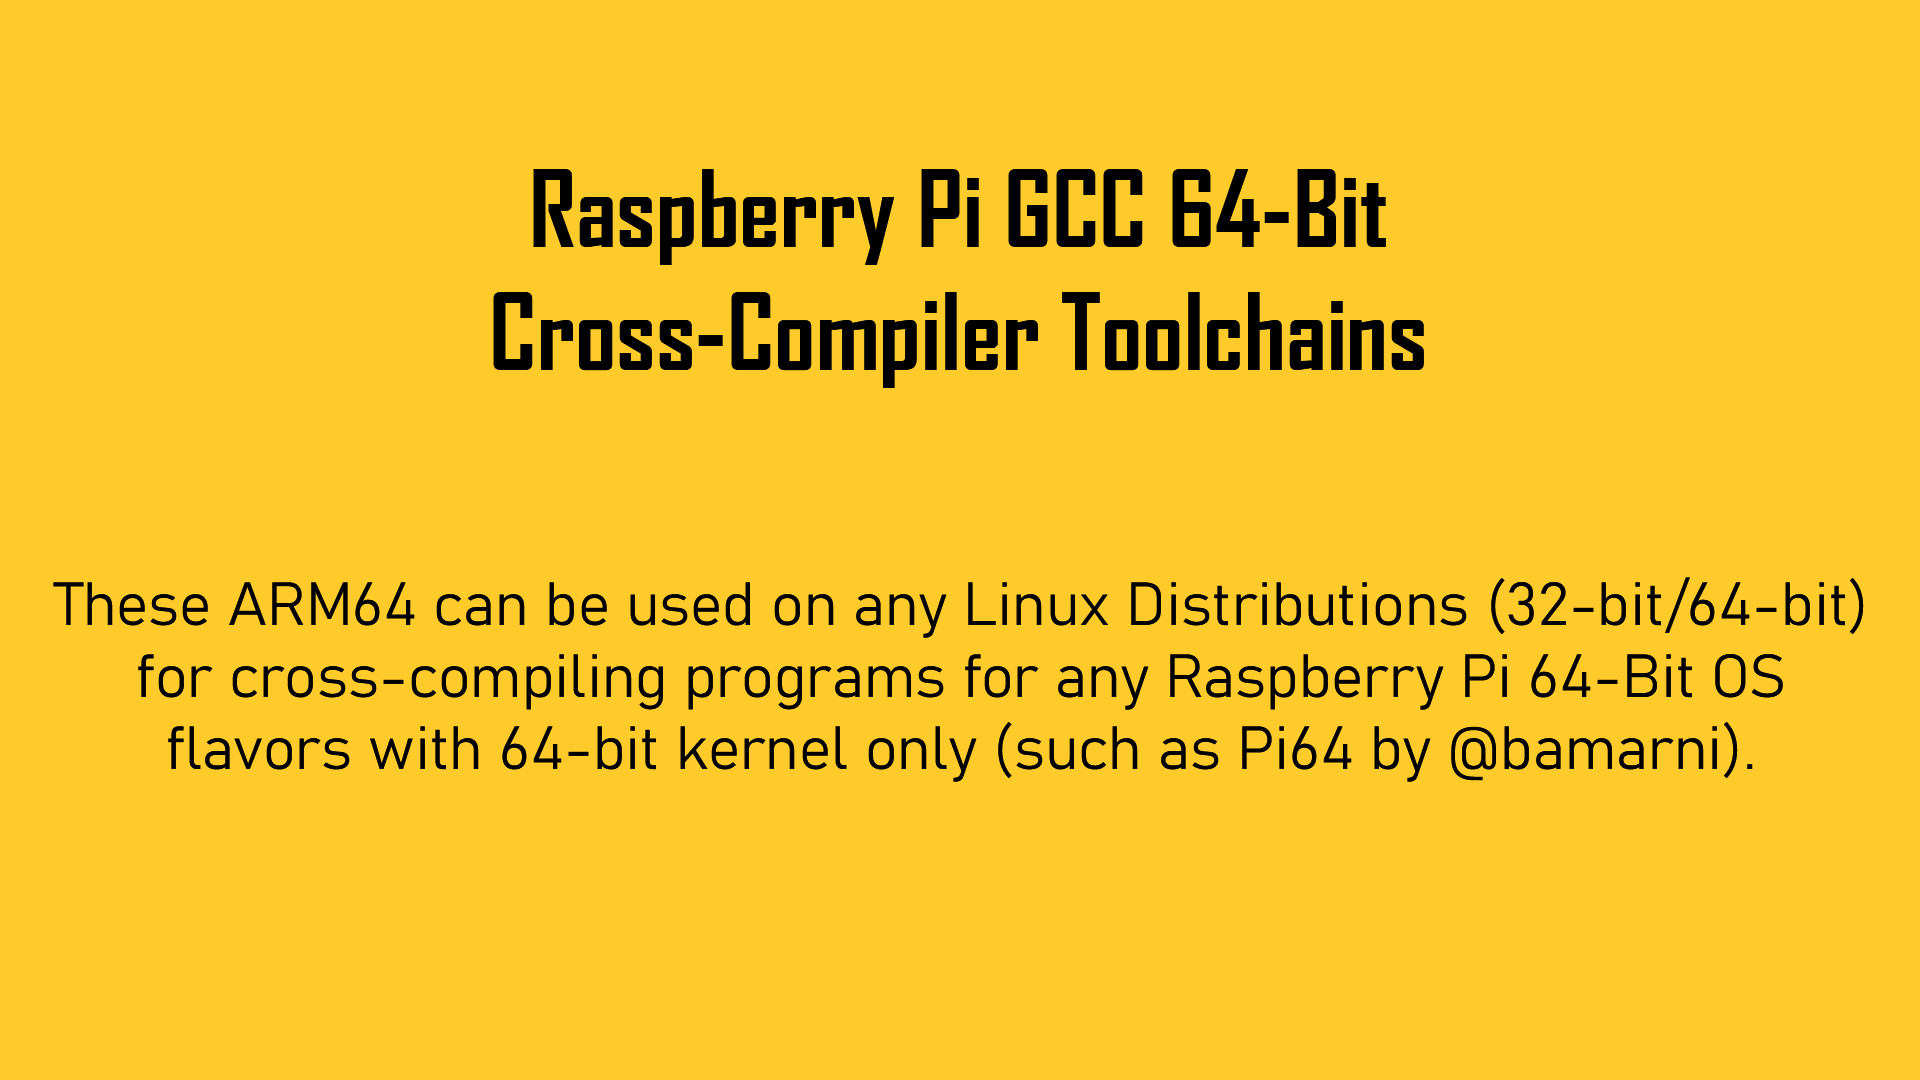 Raspberry Pi GCC 64-Bit
Cross-Compiler Toolchains
These ARM64 can be used on any Linux Distributions (32-bit/64-bit)
for cross-compiling programs for any Raspberry Pi 64-Bit OS
flavors with 64-bit kernel only (such as Pi64 by @bamarni).